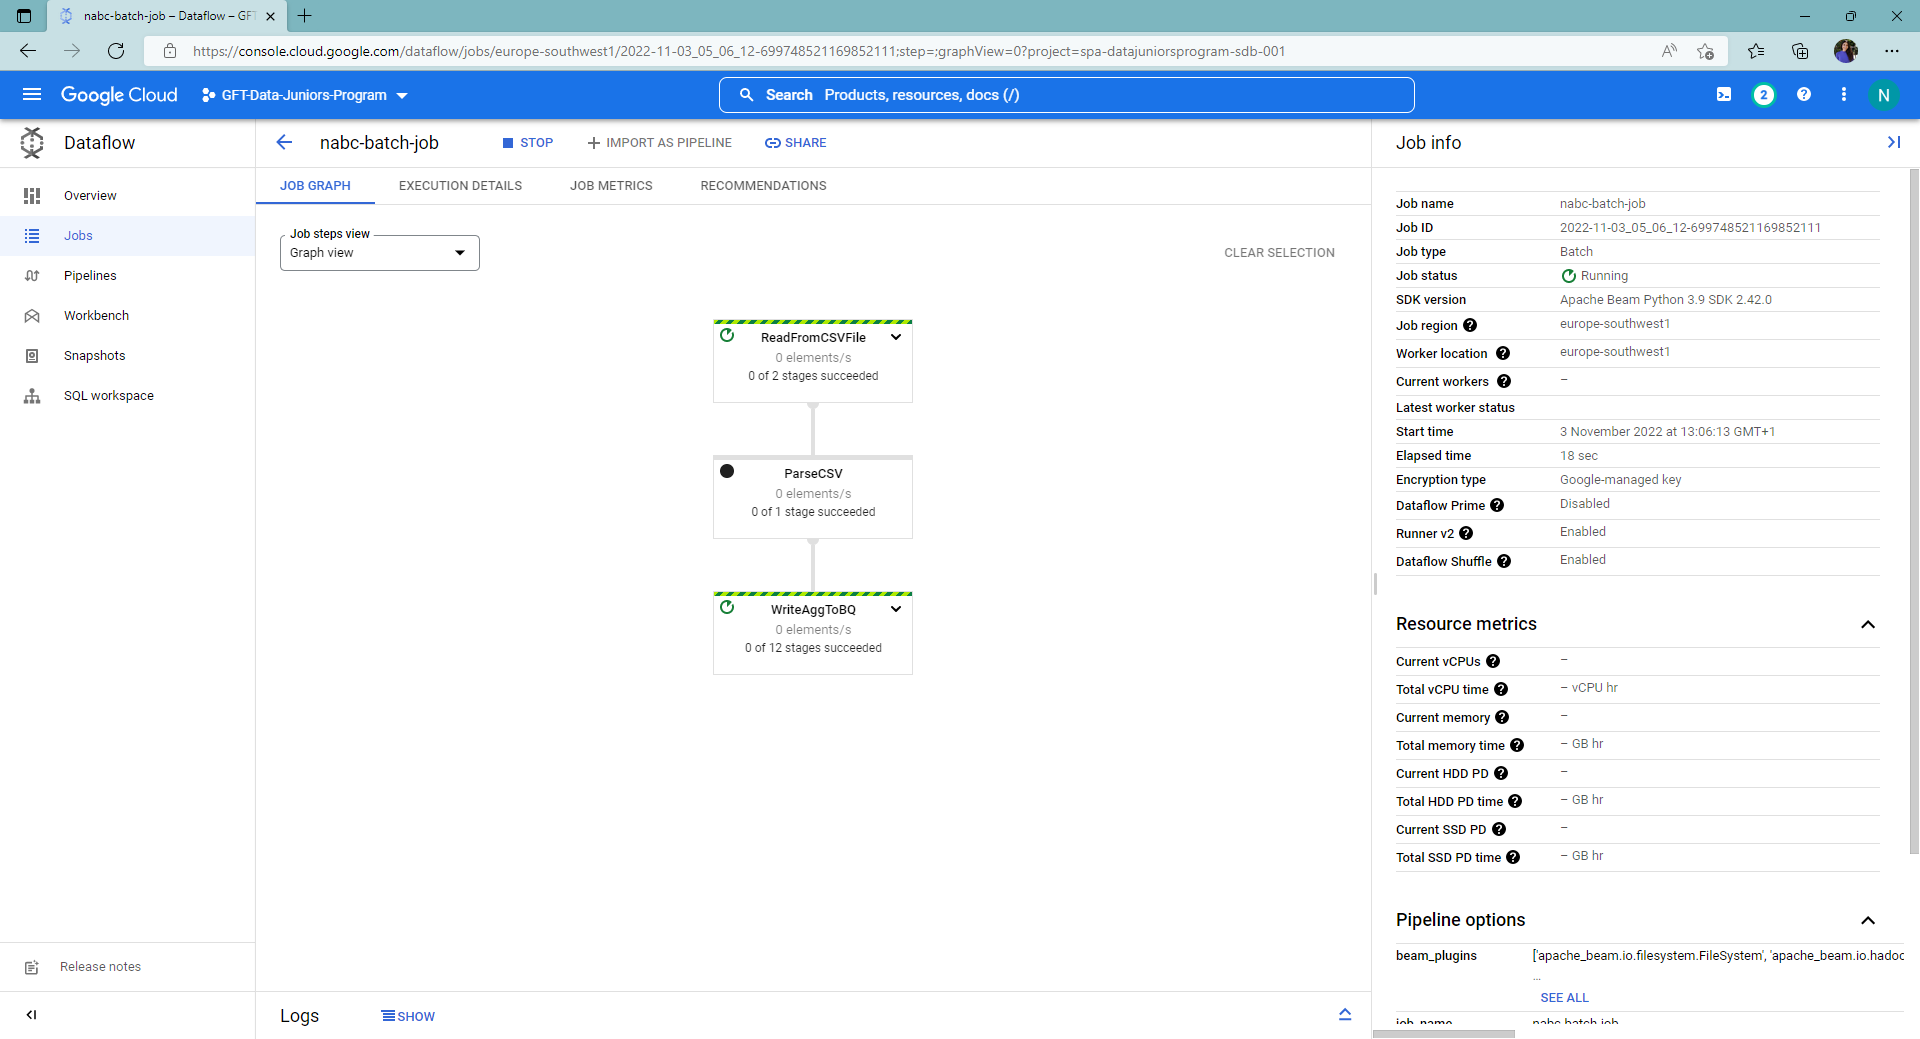 nabc-batch-job – Dataflow – GFT
https://console.cloud.google.com/dataflow/jobs/europe-southwest1/2022-11-03_05_06_12-699748521169852111;step=;graphView=0?project=spa-datajuniorsprogram-sdb-001
Google Cloud
GFT-Data-Juniors-Program
Search Products, resources, docs (/)
2
N
Dataflow
Overview
Jobs
Pipelines
Workbench
Snapshots
SQL workspace
Release notes
nabc-batch-job
STOP
IMPORT AS PIPELINE
SHARE
JOB GRAPH
EXECUTION DETAILS
JOB METRICS
RECOMMENDATIONS
Job steps view
Graph view
CLEAR SELECTION
ReadFromCSVFile
0 elements/s
0 of 2 stages succeeded
ParseCSV
0 elements/s
0 of 1 stage succeeded
WriteAggToBQ
0 elements/s
0 of 12 stages succeeded
Logs
SHOW
Job info
Job name nabc-batch-job
Job ID 2022-11-03_05_06_12-699748521169852111
Job type Batch
Job status Running
SDK version Apache Beam Python 3.9 SDK 2.42.0
Job region europe-southwest1
Worker location europe-southwest1
Current workers –
Latest worker status
Start time 3 November 2022 at 13:06:13 GMT+1
Elapsed time 18 sec
Encryption type Google-managed key
Dataflow Prime Disabled
Runner v2 Enabled
Dataflow Shuffle Enabled
Resource metrics
Current vCPUs –
Total vCPU time – vCPU hr
Current memory –
Total memory time – GB hr
Current HDD PD –
Total HDD PD time – GB hr
Current SSD PD –
Total SSD PD time – GB hr
Pipeline options
beam_plugins ['apache_beam.io.filesystem.FileSystem', 'apache_beam.io.hadoc
...
SEE ALL
job_name nabc-batch-job